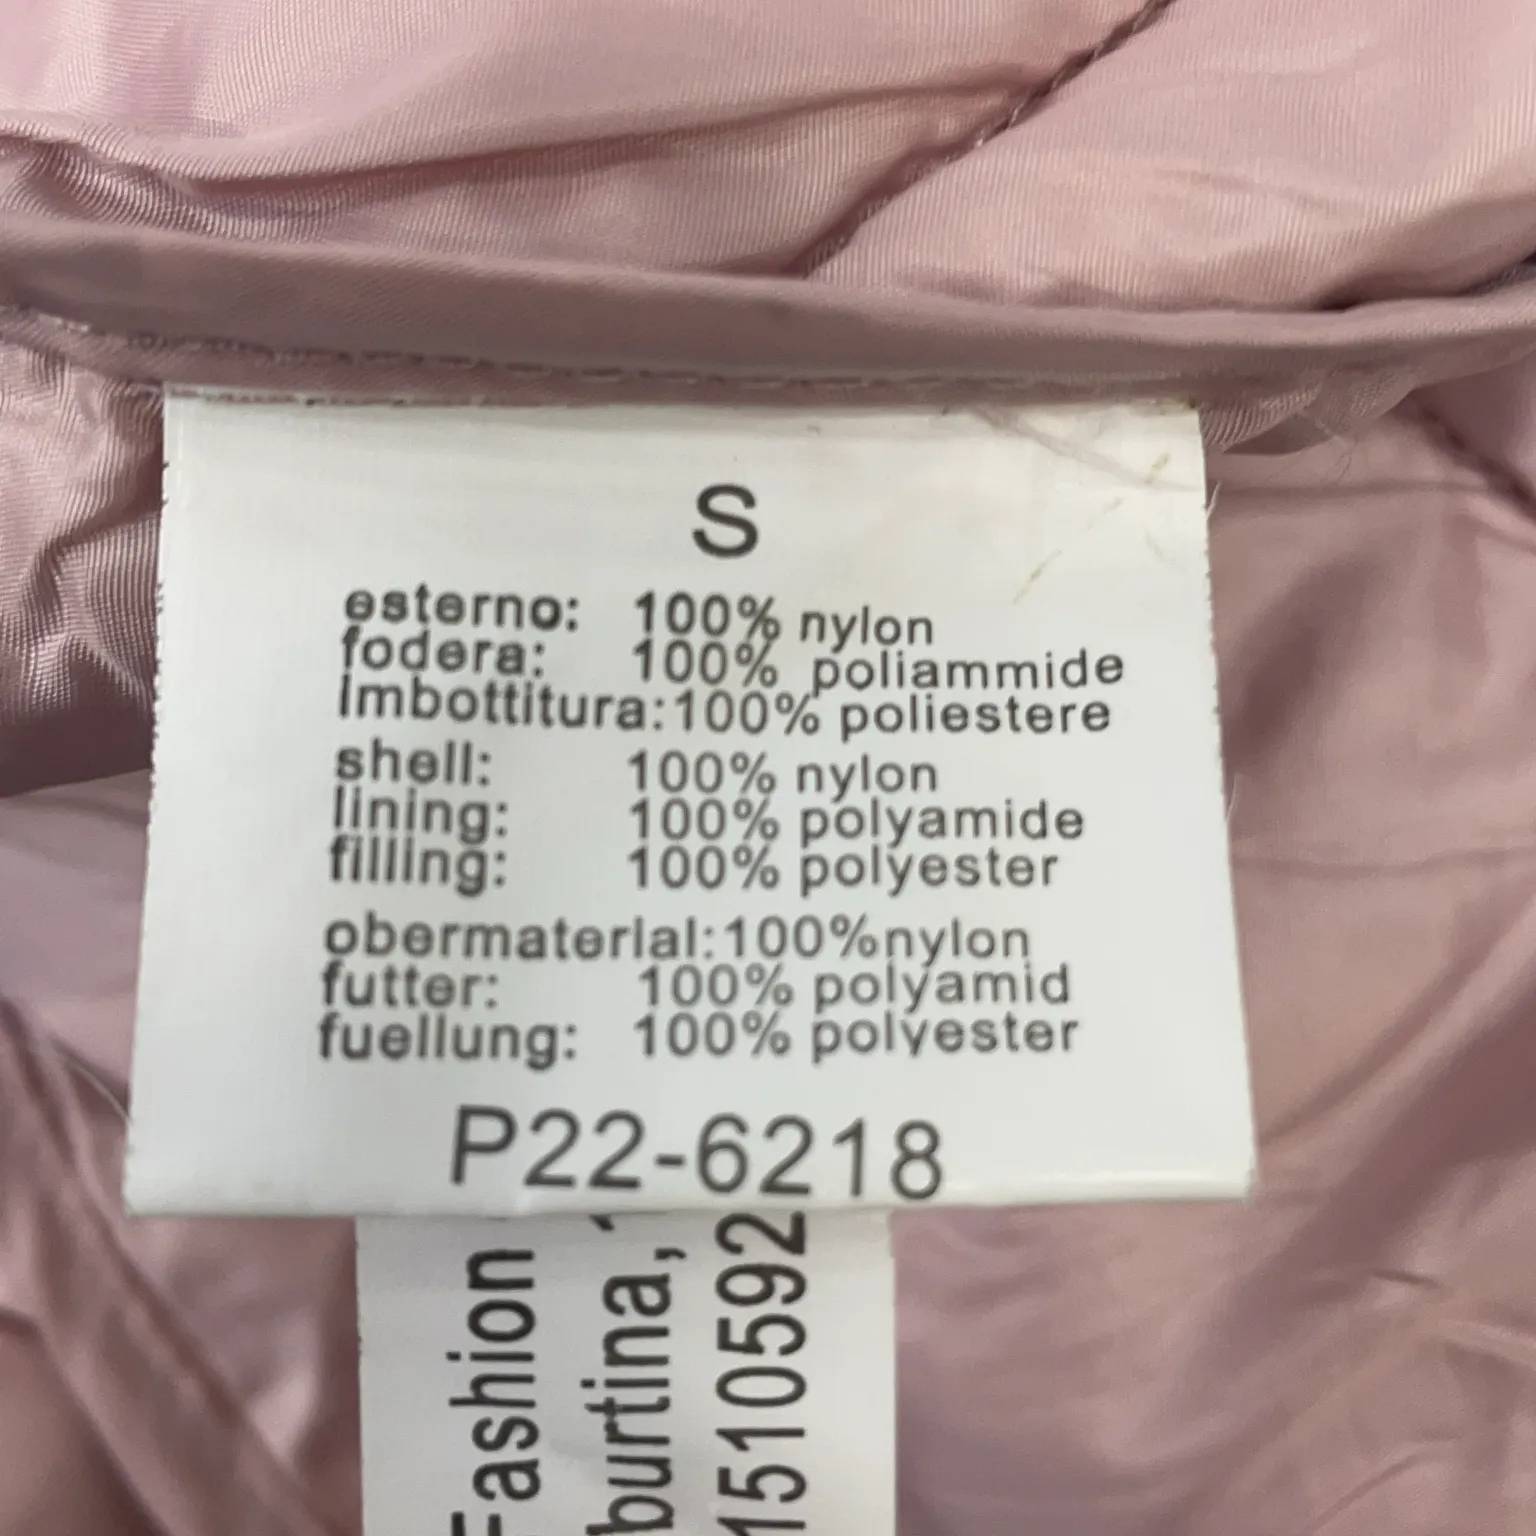 S
esterno: 100% nylon
fodera: 100% poliammide
Imbottitura:100% poliestere
shell: 100% nylon
lining: 100% polyamide
filling: 100% polyester
obermaterial:100%nylon
futter: 100% polyamid
fuellung: 100% polyester
P22-6218
Fashion
burtina,
1510592